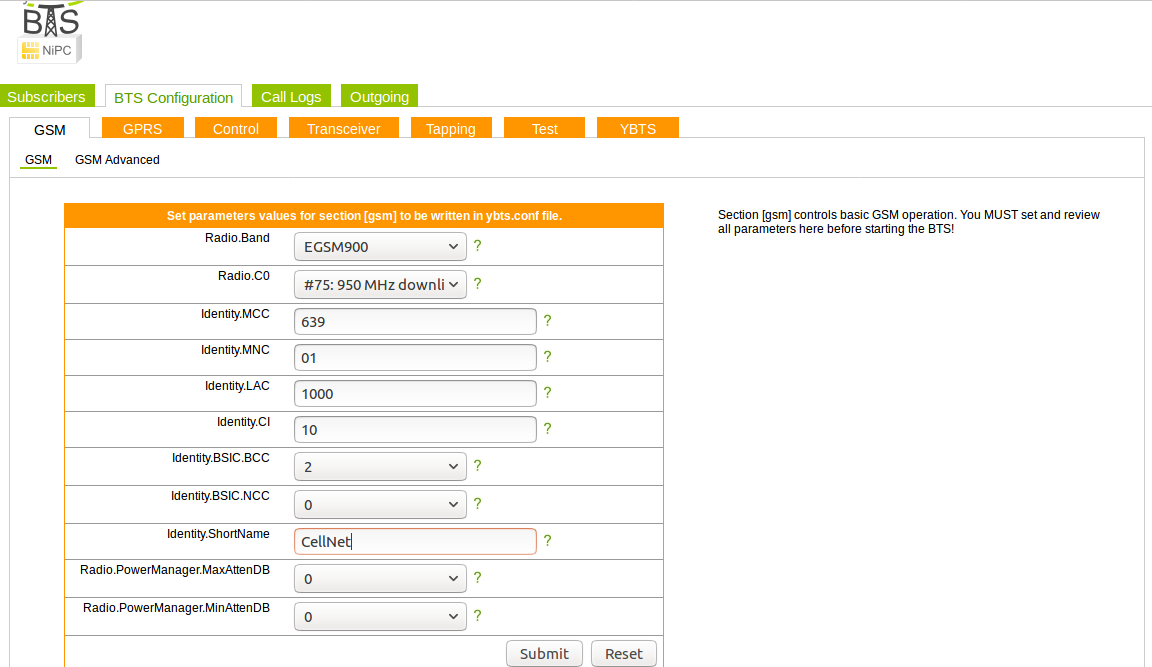 BTS
NiPC
Subscribers BTS Configuration Call Logs Outgoing
GSM GPRS Control Transceiver Tapping Test YBTS
GSM GSM Advanced
Set parameters values for section [gsm] to be written in ybts.conf file.
Section [gsm] controls basic GSM operation. You MUST set and review
all parameters here before starting the BTS!
Radio.Band EGSM900 ?
Radio.C0 #75: 950 MHz downli ?
Identity.MCC 639 ?
Identity.MNC 01 ?
Identity.LAC 1000 ?
Identity.CI 10 ?
Identity.BSIC.BCC 2 ?
Identity.BSIC.NCC 0 ?
Identity.ShortName CellNet ?
Radio.PowerManager.MaxAttenDB 0 ?
Radio.PowerManager.MinAttenDB 0 ?
Submit Reset